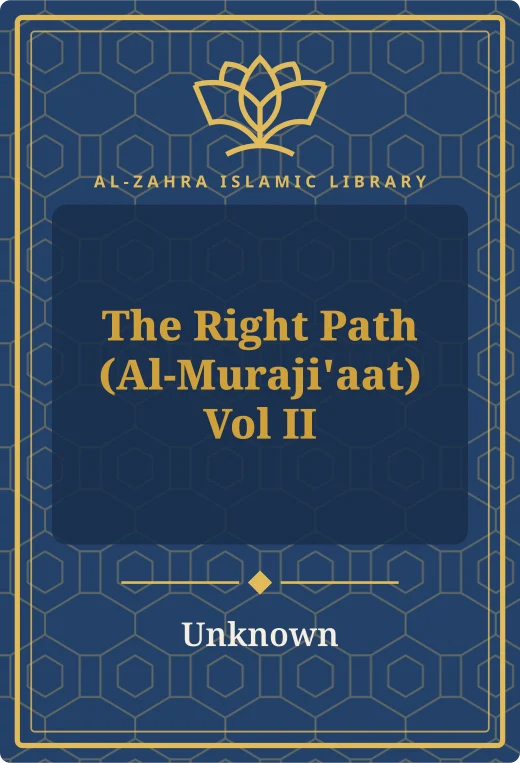 AL-ZAHRA ISLAMIC LIBRARY
The Right Path
(Al-Muraji'aat)
Vol II
Unknown